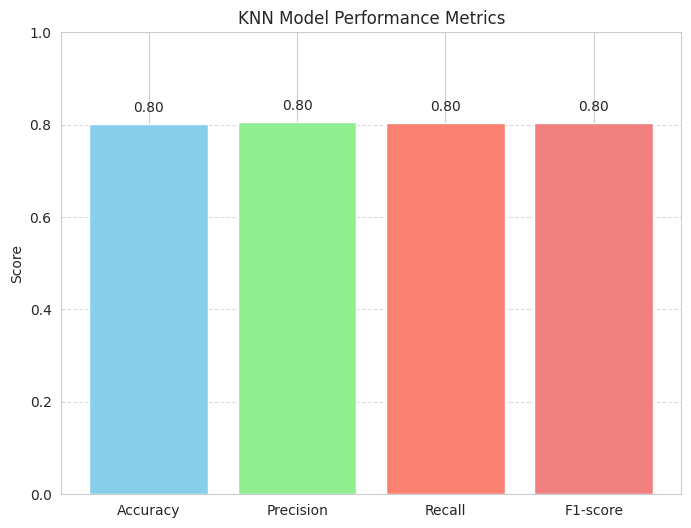 KNN Model Performance Metrics
1.0
0.8
0.6
0.4
0.2
0.0
Score
0.80
0.80
0.80
0.80
Accuracy
Precision
Recall
F1-score